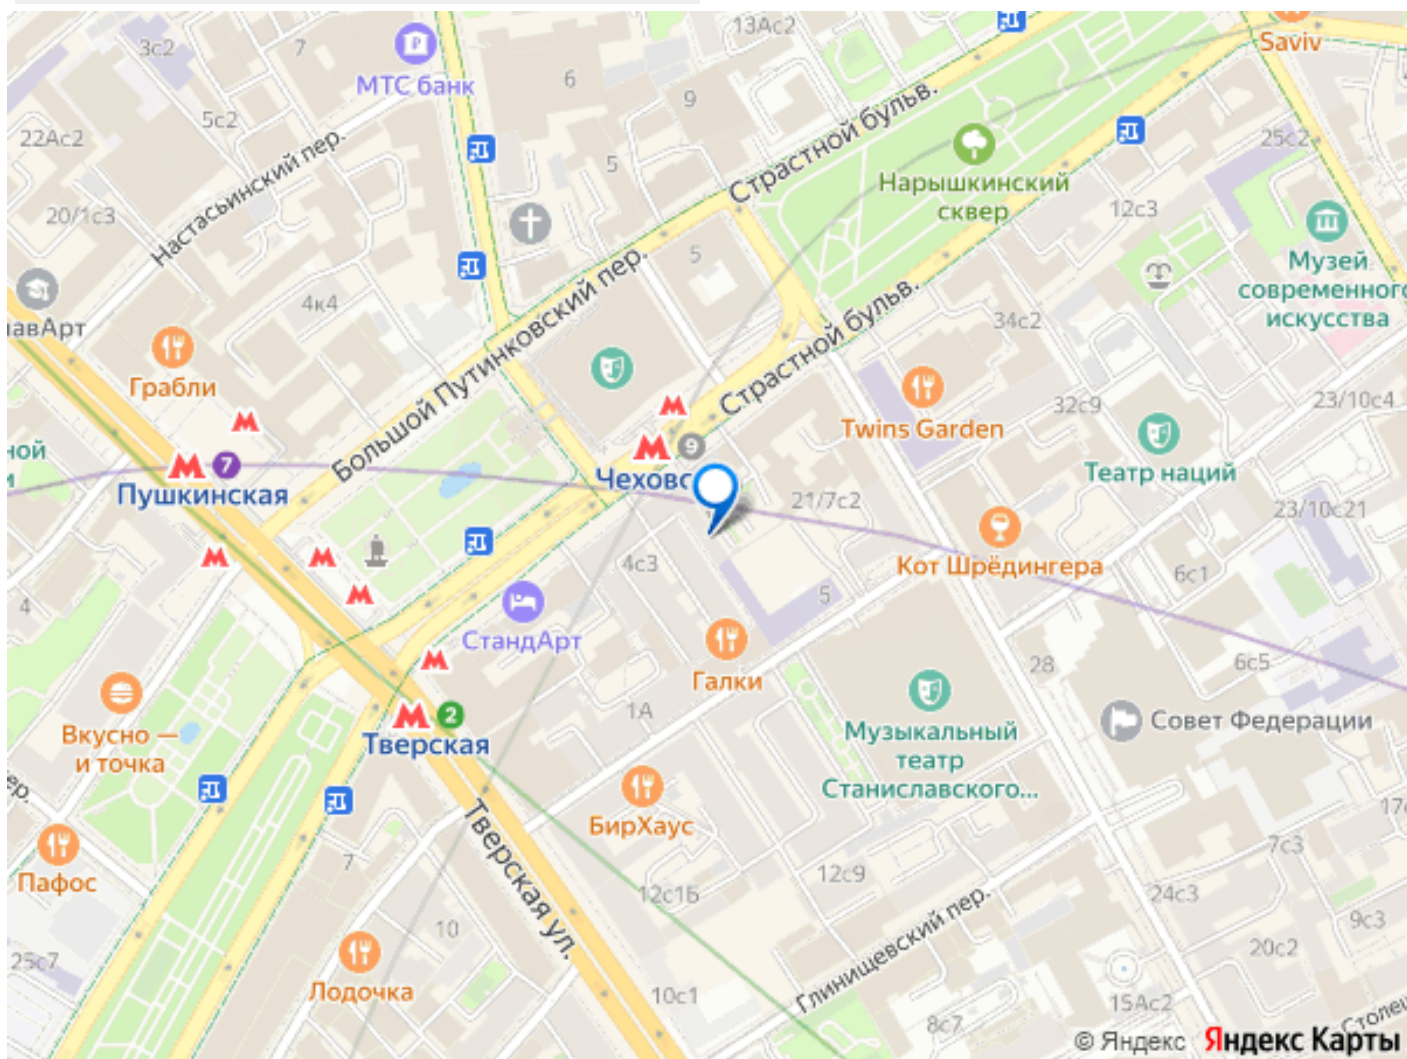 3с2
7
МТС банк
6
13Ас2
9
Saviv
22Ас2
5с2
Настасьинский пер.
20/1с3
5
Страстной бульв.
Нарышкинский
сквер
25с2
12с3
Музей
современного
искусства
4к4
Грабли
Большой Путинковский пер.
5
Страстной бульв.
34с2
Twins Garden
32с9
23/10с4
Театр наций
7
Пушкинская
9
21/7с2
23/10с21
Кот Шрёдингера
4с3
6с1
4
СтандАрт
5
Галки
28
6с5
Вкусно —
и точка
2
Тверская
1А
Музыкальный
театр
Станиславского...
Совет Федерации
БирХаус
Тверская ул.
Пафос
7
12с16
12с9
7с3
24с3
9с3
25с7
10
Лодочка
Глинищевский пер.
20с2
10с1
8с7
15Ас2
© Яндекс Яндекс Карты